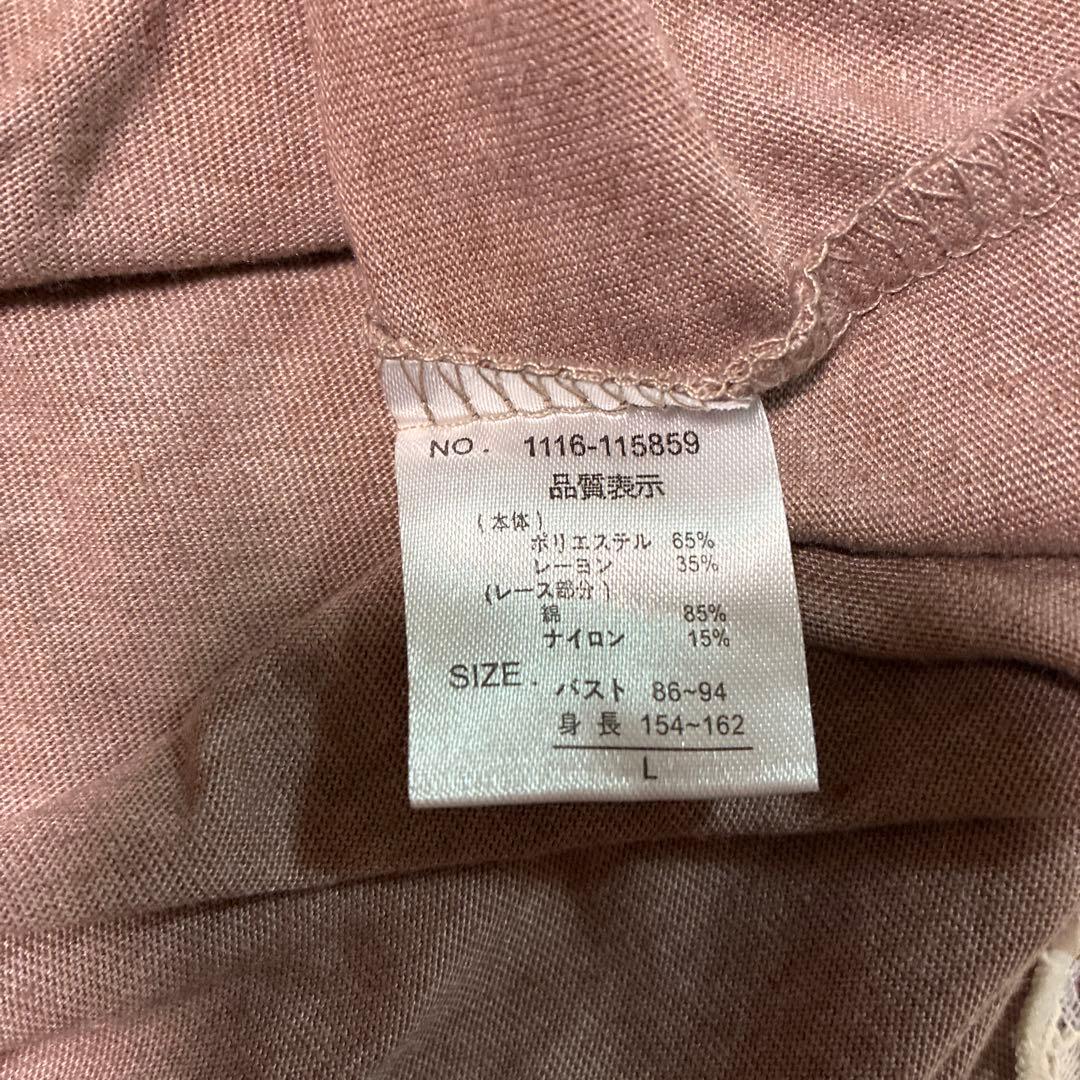 NO. 1116-115859
品質表示
(本体)
ポリエステル 65%
レーヨン 35%
(レース部分)
綿 85%
ナイロン 15%
SIZE. バスト 86~94
身長 154~162
L